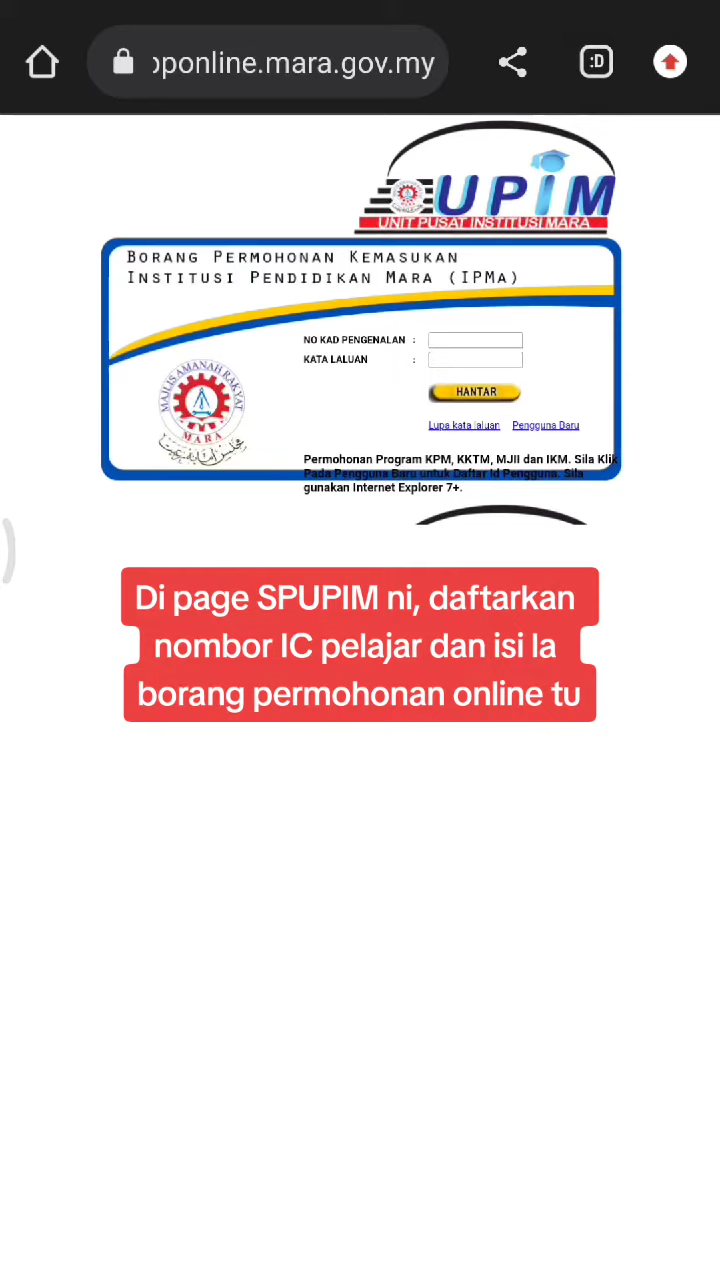 pponline.mara.gov.my
:D
UPIM
UNIT PUSAT INSTITUSI MARA
BORANG PERMOHONAN KEMASUKAN
INSTITUSI PENDIDIKAN MARA (IPMA)
NO KAD PENGENALAN :
KATA LALUAN :
MAJLIS AMANAH RAKYAT
MARA
HANTAR
Lupa kata laluan Pengguna Baru
Permohonan Program KPM, KKTM, MJII dan IKM. Sila Klik
Pada Pengguna Baru untuk Daftar Id Pengguna. Sila
gunakan Internet Explorer 7+.
Di page SPUPIM ni, daftarkan
nombor IC pelajar dan isi la
borang permohonan online tu